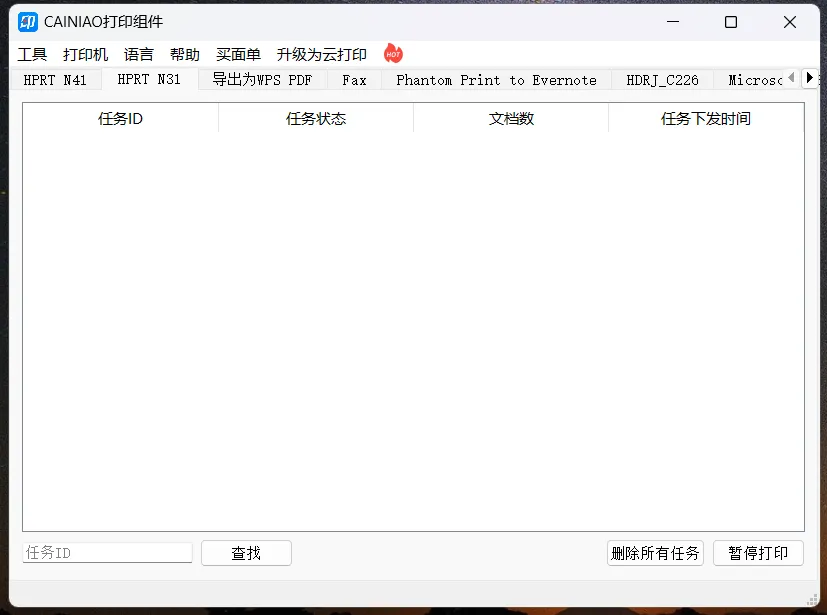 CAINIAO打印组件
工具 打印机 语言 帮助 买面单 升级为云打印 HOT
HPRT N41 HPRT N31 导出为WPS PDF Fax Phantom Print to Evernote HDRJ_C226 Microsc
任务ID 任务状态 文档数 任务下发时间
任务ID 查找 删除所有任务 暂停打印